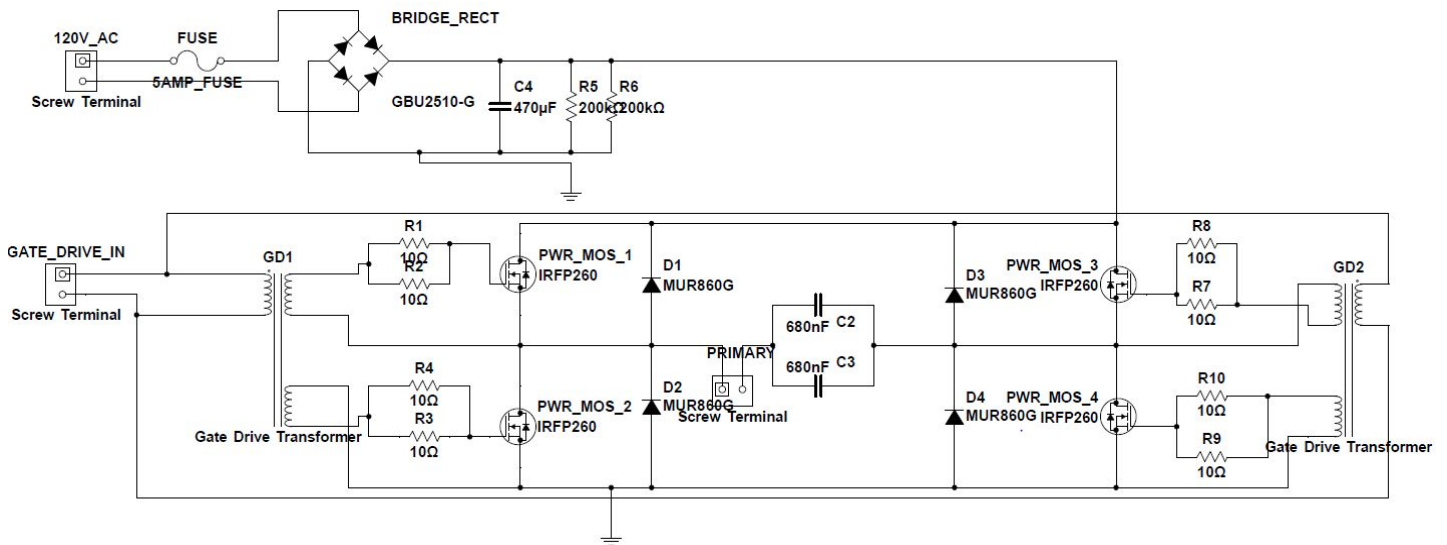 BRIDGE_RECT
120V_AC
FUSE
5AMP_FUSE
Screw Terminal
GBU2510-G
C4
470µF
R5
200kΩ
R6
200kΩ
GATE_DRIVE_IN
Screw Terminal
GD1
Gate Drive Transformer
R1
10Ω
R2
10Ω
R4
10Ω
R3
10Ω
PWR_MOS_1
IRFP260
PWR_MOS_2
IRFP260
D1
MUR860G
D2
MUR860G
PRIMARY
Screw Terminal
680nF C2
680nF C3
D3
MUR860G
D4
MUR860G
PWR_MOS_3
IRFP260
PWR_MOS_4
IRFP260
R8
10Ω
R7
10Ω
R10
10Ω
R9
10Ω
GD2
Gate Drive Transformer